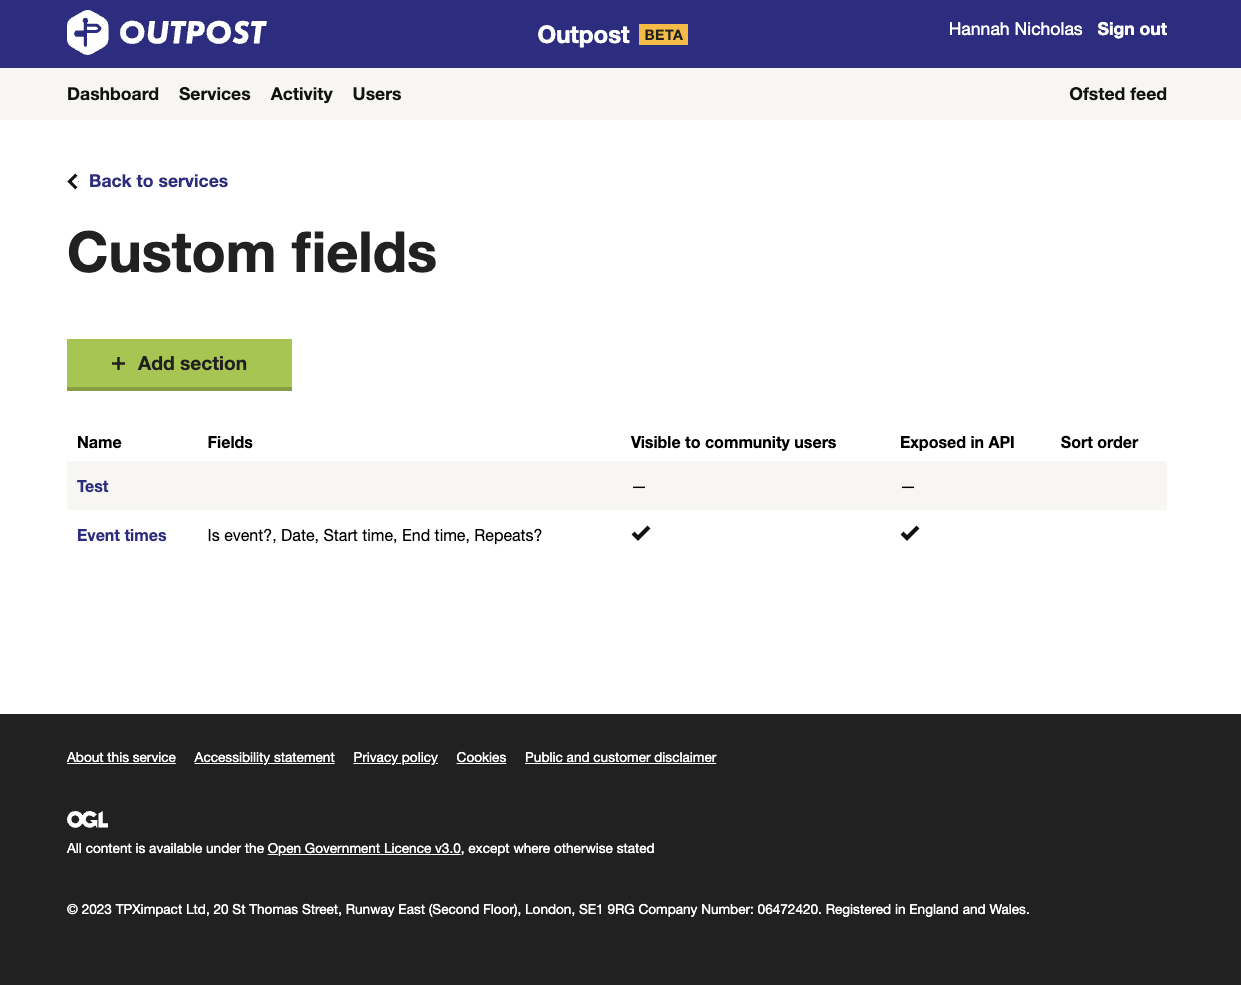 OUTPOST
Outpost BETA
Hannah Nicholas Sign out
Dashboard Services Activity Users Ofsted feed
Back to services
Custom fields
+ Add section
Name Fields Visible to community users Exposed in API Sort order
Test — —
Event times Is event?, Date, Start time, End time, Repeats? ✔ ✔
About this service Accessibility statement Privacy policy Cookies Public and customer disclaimer
OGL
All content is available under the Open Government Licence v3.0, except where otherwise stated
© 2023 TPXimpact Ltd, 20 St Thomas Street, Runway East (Second Floor), London, SE1 9RG Company Number: 06472420. Registered in England and Wales.